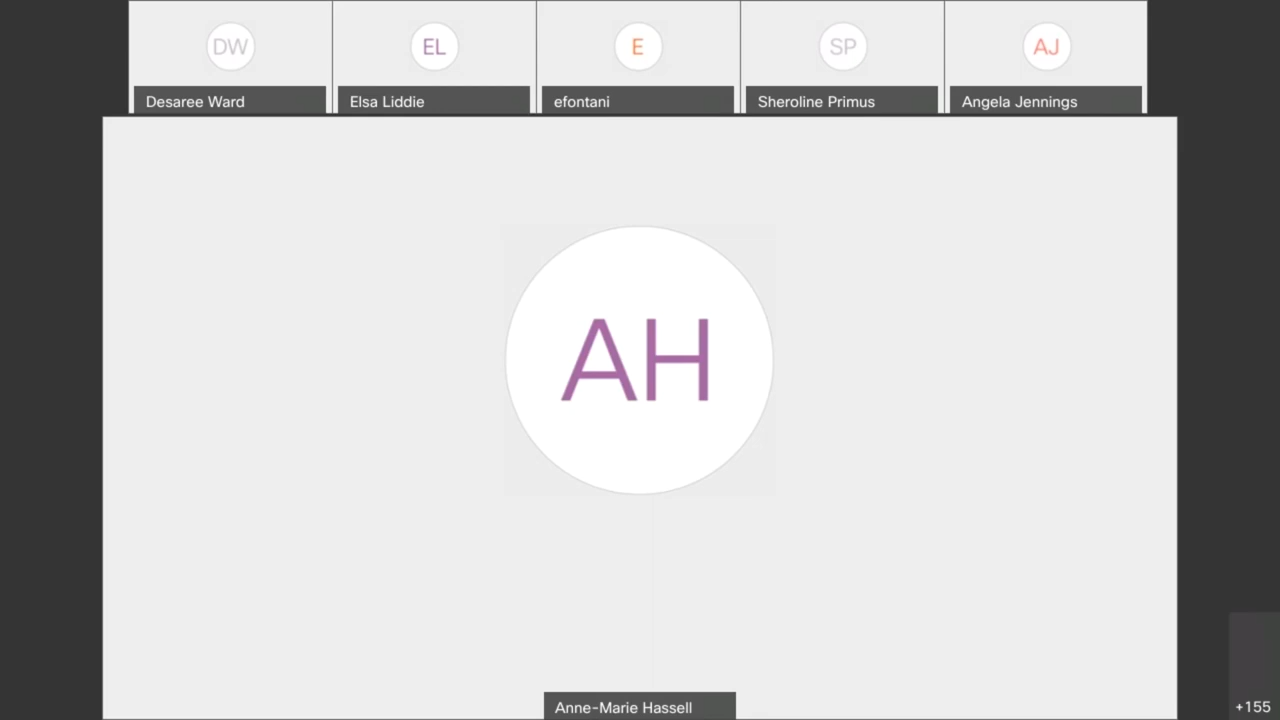 DW
EL
E
SP
AJ
Desaree Ward
Elsa Liddie
efontani
Sheroline Primus
Angela Jennings
AH
Anne-Marie Hassell
+155